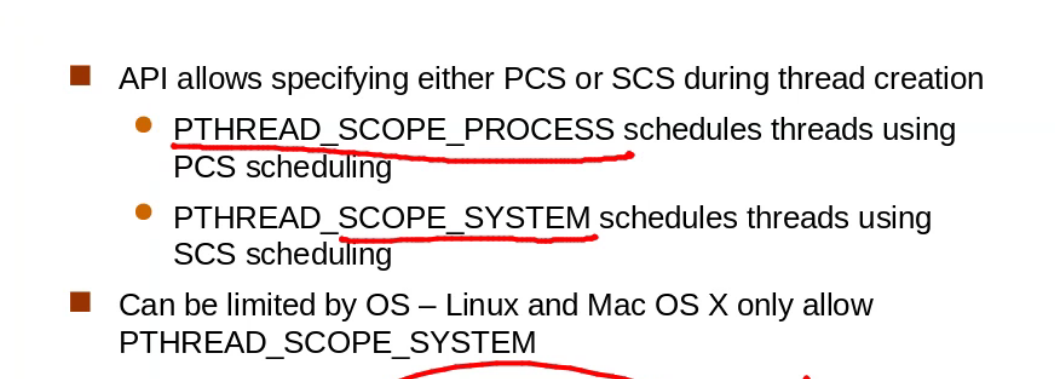 API allows specifying either PCS or SCS during thread creation
PTHREAD_SCOPE_PROCESS schedules threads using
PCS scheduling
PTHREAD_SCOPE_SYSTEM schedules threads using
SCS scheduling
Can be limited by OS – Linux and Mac OS X only allow
PTHREAD_SCOPE_SYSTEM